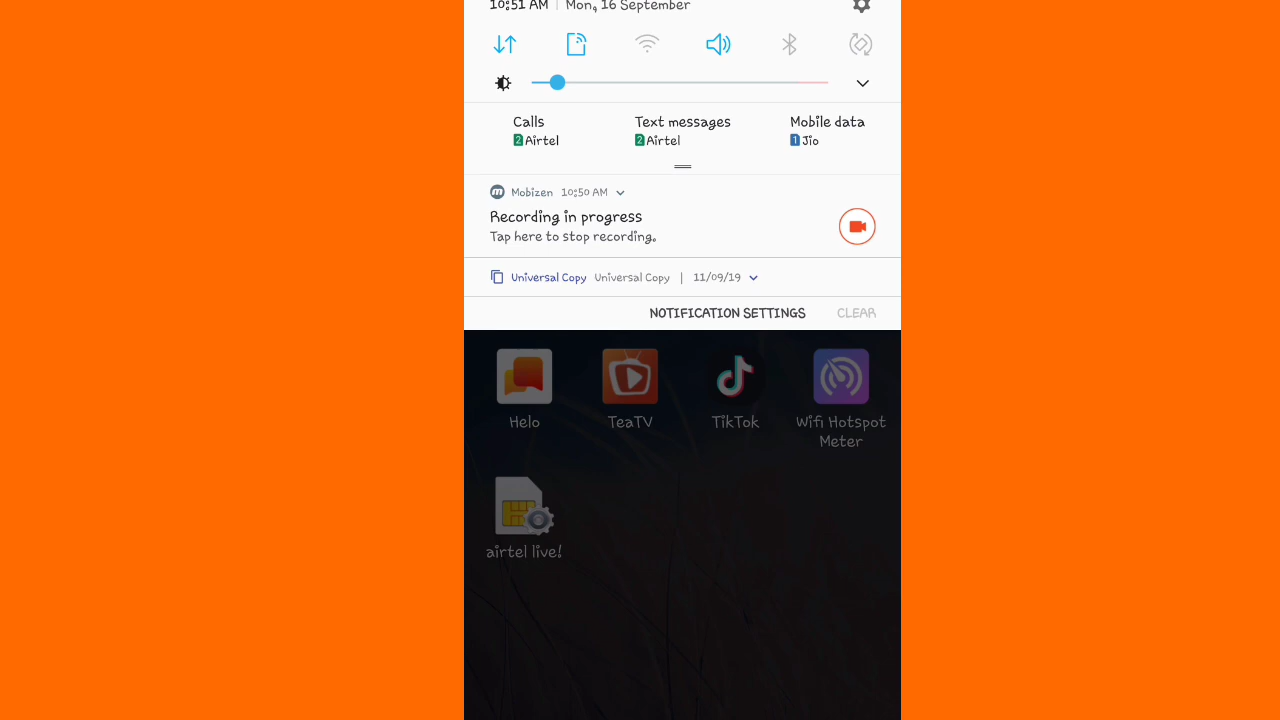 10:51 AM | Mon, 16 September
Calls
Text messages
Mobile data
2 Airtel
2 Airtel
1 Jio
Mobizen 10:50 AM
Recording in progress
Tap here to stop recording.
Universal Copy Universal Copy | 11/09/19
NOTIFICATION SETTINGS CLEAR
Helo
TeaTV
TikTok
Wifi Hotspot
Meter
airtel live!